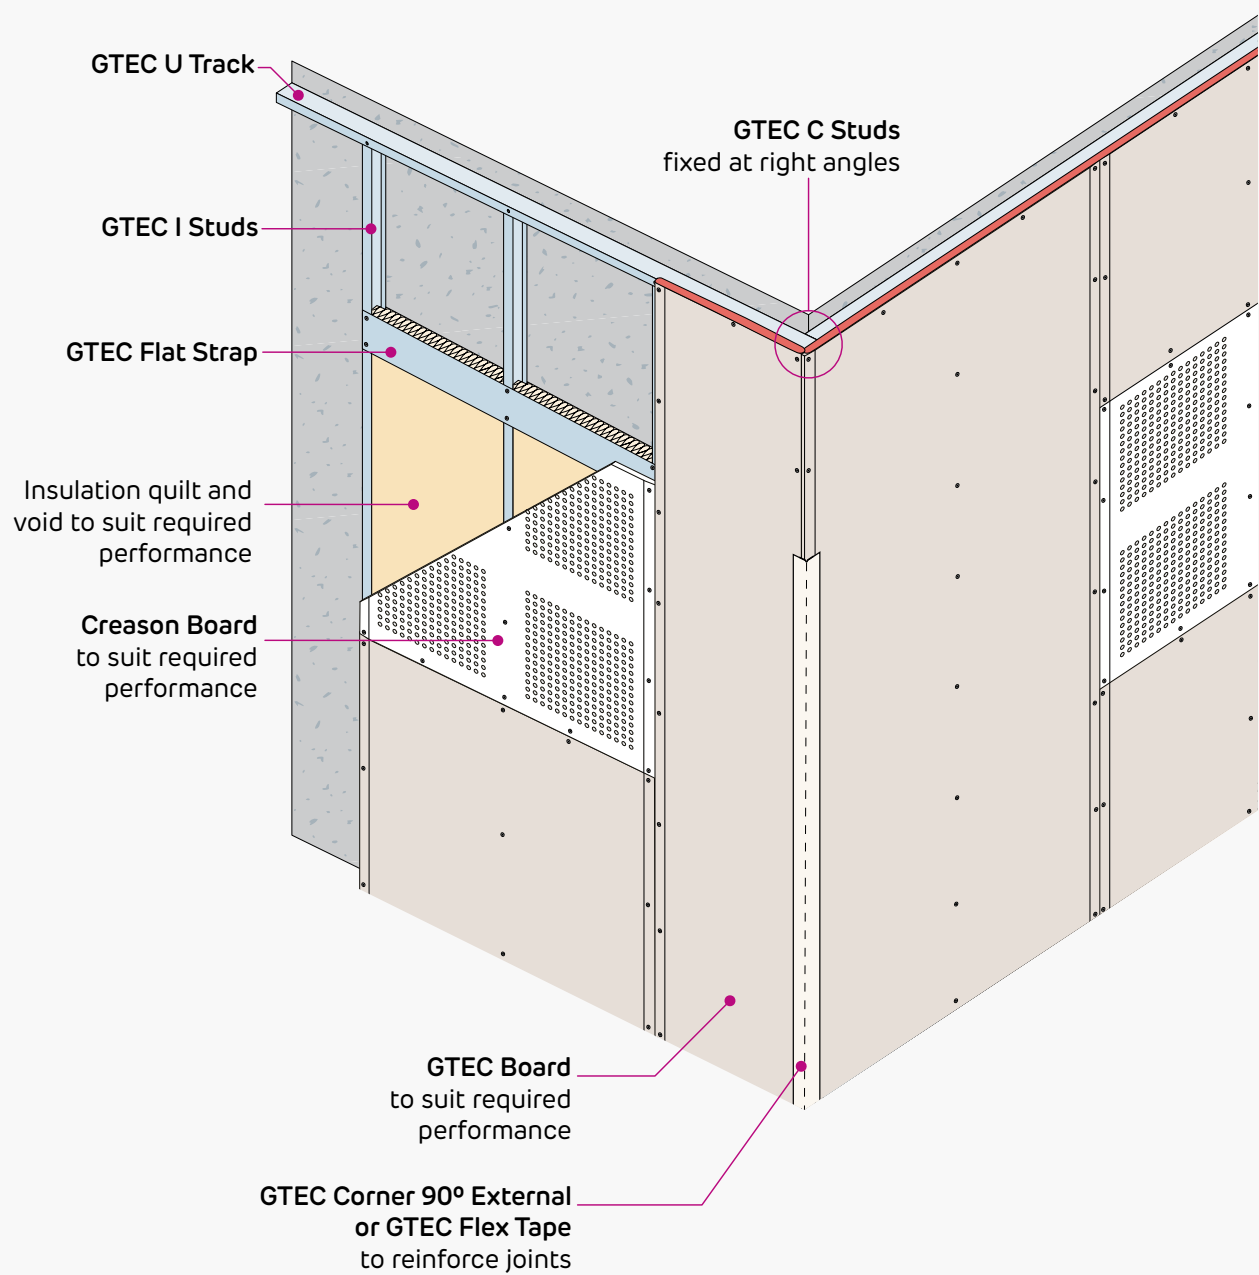 GTEC U Track
GTEC C Studs
fixed at right angles
GTEC I Studs
GTEC Flat Strap
Insulation quilt and
void to suit required
performance
Creason Board
to suit required
performance
GTEC Board
to suit required
performance
GTEC Corner 90º External
or GTEC Flex Tape
to reinforce joints